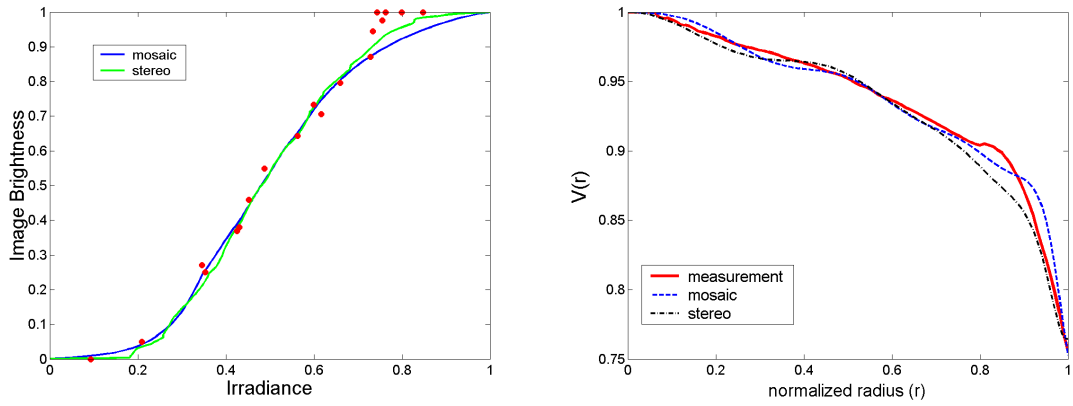 1
0.9
0.8
0.7
0.6
0.5
0.4
0.3
0.2
0.1
0
Image Brightness
mosaic
stereo
0 0.2 0.4 0.6 0.8 1
Irradiance
1
0.95
0.9
0.85
0.8
0.75
V(r)
measurement
mosaic
stereo
0 0.2 0.4 0.6 0.8 1
normalized radius (r)